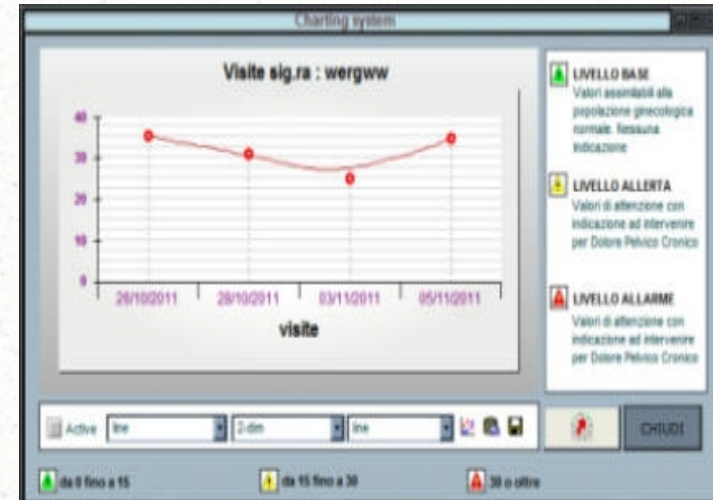 Charting system
Visite sig.ra : wergww
40
30
20
10
0
26/10/2011
28/10/2011
03/11/2011
05/11/2011
visite
LIVELLO BASE
Valori assimilabili alla
popolazione ginecologica
normale. Nessuna
indicazione
LIVELLO ALLERTA
Valori di attenzione con
indicazione ad intervenire
per Dolore Pelvico Cronico
LIVELLO ALLARME
Valori di attenzione con
indicazione ad intervenire
per Dolore Pelvico Cronico
Active
line
2-dim
line
CHIUDI
da 0 fino a 15
da 15 fino a 30
30 o oltre